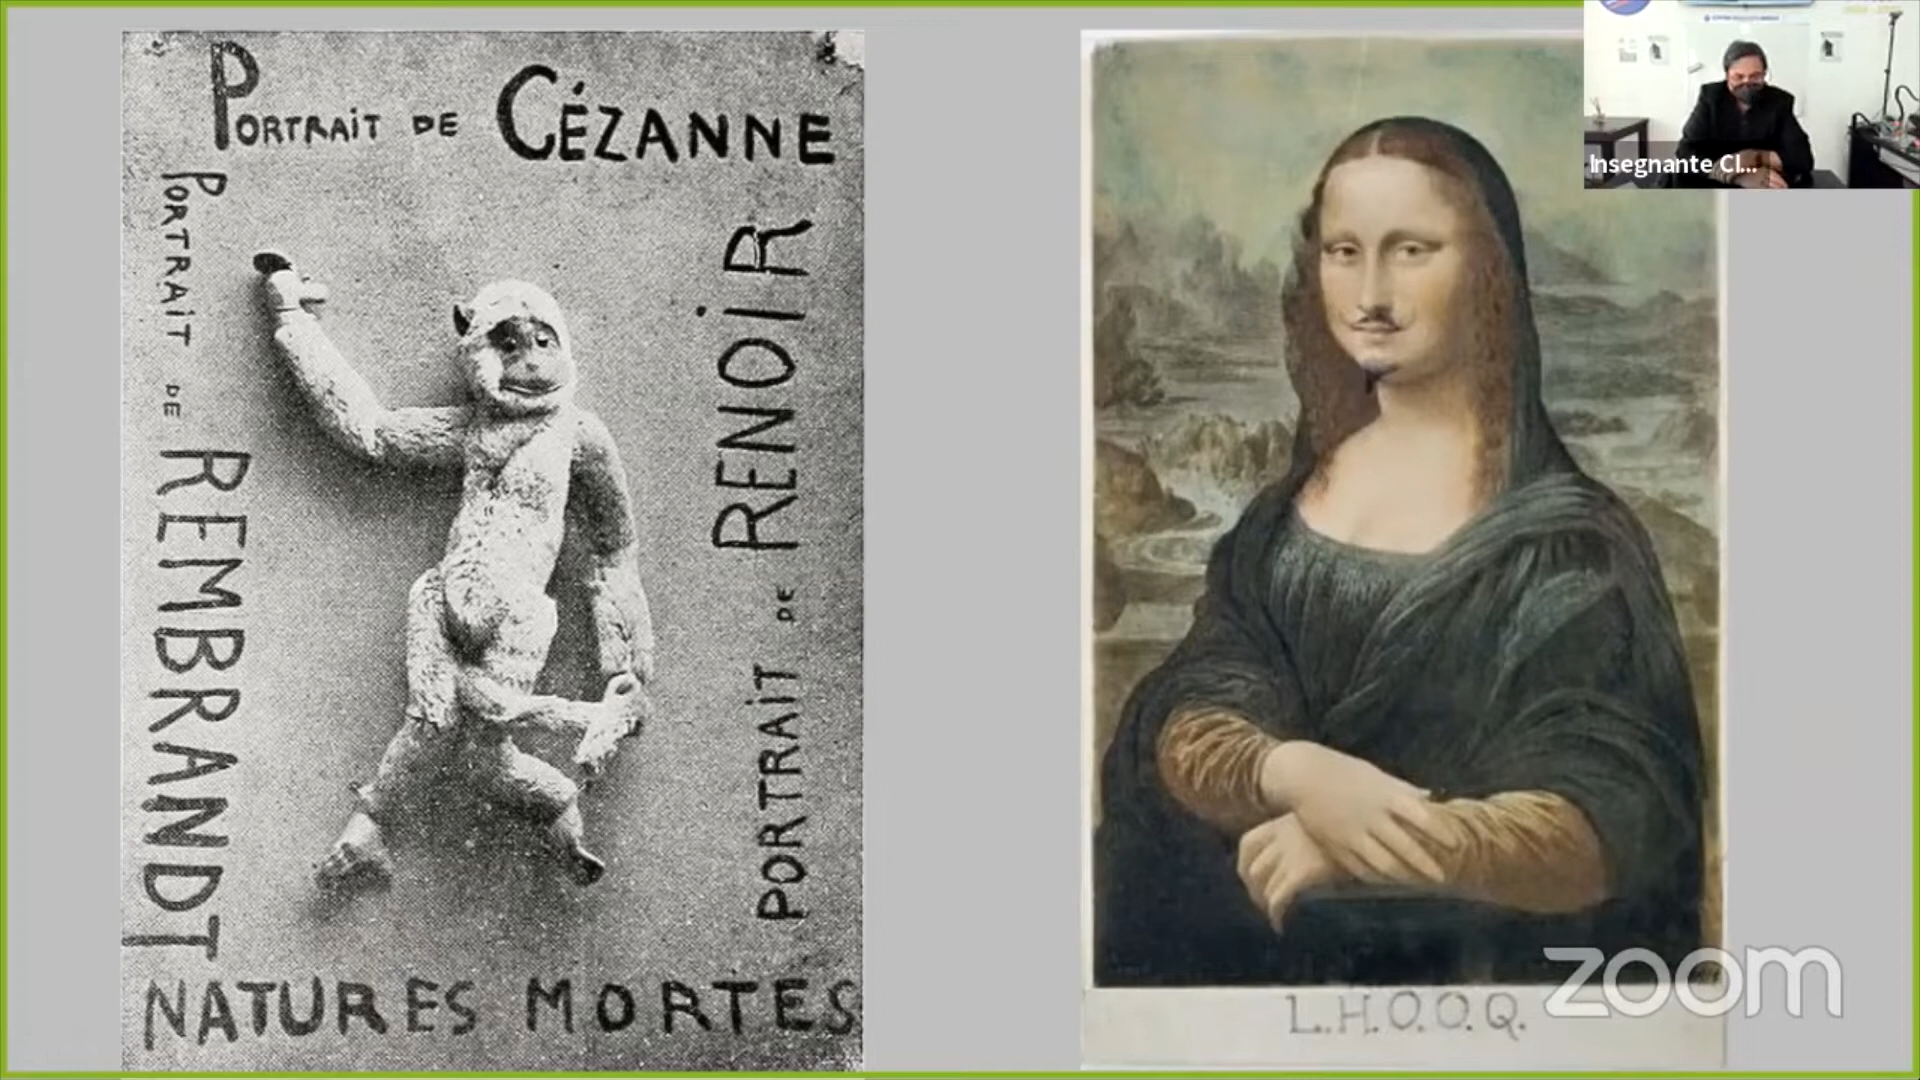 PORTRAIT DE CÉZANNE
PORTRAIT DE REMBRANDT
PORTRAIT DE RENOIR
NATURES MORTES
L.H.O.O.Q.
Insegnante Cl...
zoom